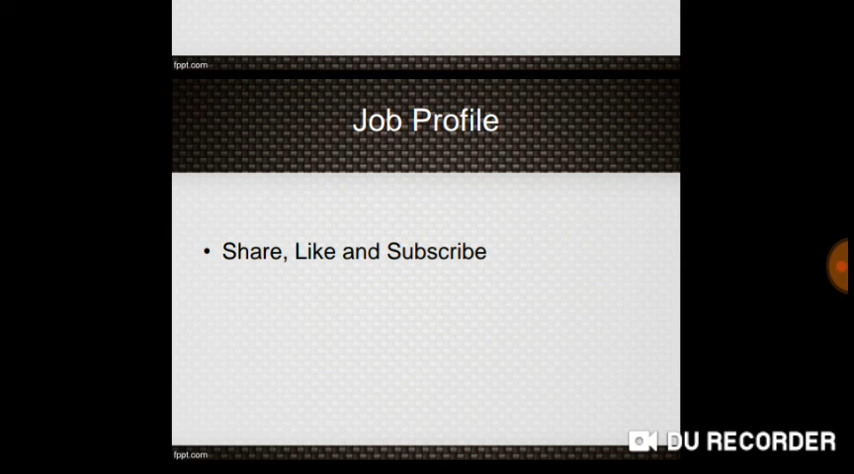 fppt.com
Job Profile
• Share, Like and Subscribe
DU RECORDER
fppt.com